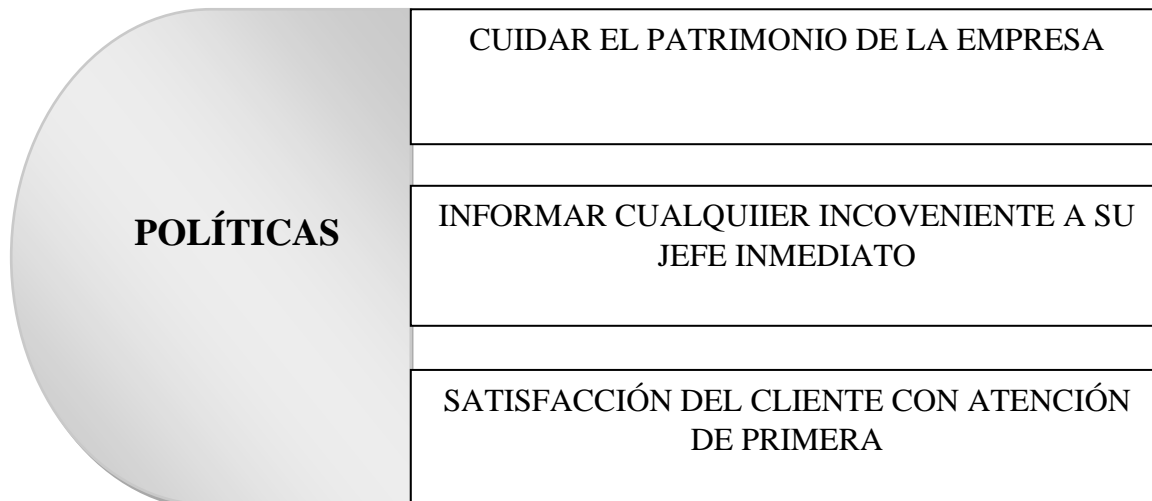 POLÍTICAS
CUIDAR EL PATRIMONIO DE LA EMPRESA
INFORMAR CUALQUIIER INCOVENIENTE A SU
JEFE INMEDIATO
SATISFACCIÓN DEL CLIENTE CON ATENCIÓN
DE PRIMERA